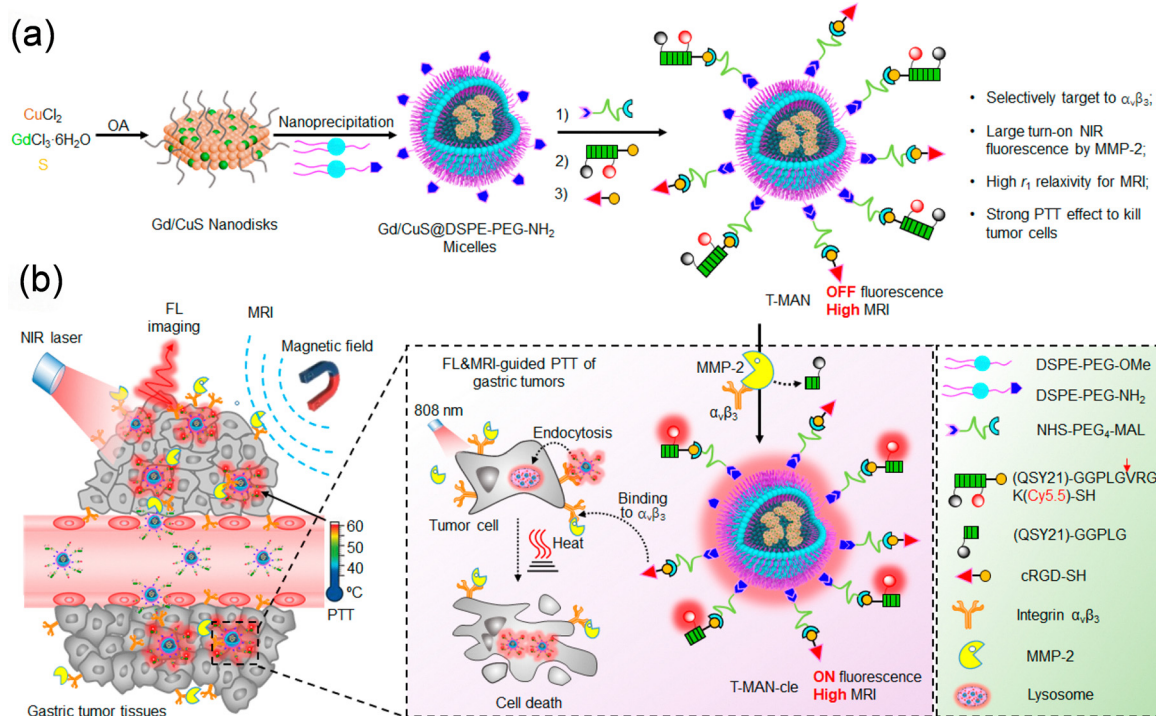 (a)
CuCl2
GdCl3·6H2O
S
OA
Gd/CuS Nanodisks
Nanoprecipitation
Gd/CuS@DSPE-PEG-NH2
Micelles
1)
2)
3)
T-MAN
OFF fluorescence
High MRI
• Selectively target to αvβ3;
• Large turn-on NIR
fluorescence by
MMP-2;
• High r1 relaxivity for MRI;
• Strong PTT effect to kill
tumor cells
(b)
NIR laser
FL
imaging
MRI
Magnetic field
60
50
40
30
ºC
PTT
Gastric tumor tissues
FL&MRI-guided PTT of
gastric tumors
808 nm
Endocytosis
Tumor cell
Binding
to αvβ3
Heat
Cell death
MMP-2
αvβ3
T-MAN-cle
ON fluorescence
High MRI
DSPE-PEG-OMe
DSPE-PEG-NH2
NHS-PEG4-MAL
(QSY21)-GGPLGVRG
K(Cy5.5)-SH
(QSY21)-GGPLG
cRGD-SH
Integrin αvβ3
MMP-2
Lysosome